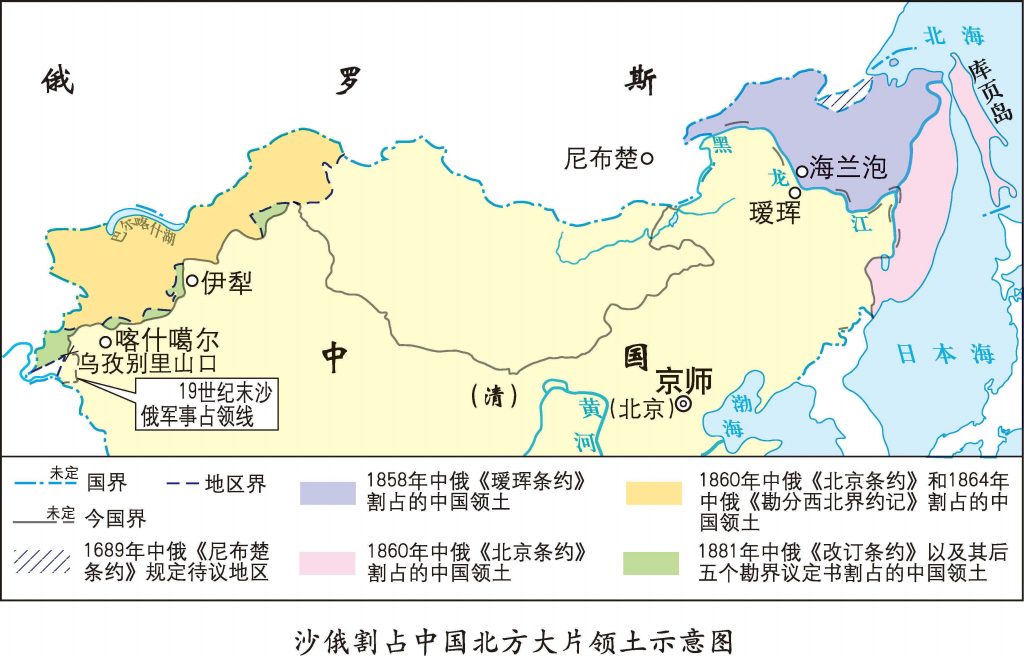 俄 罗 斯
北 海
库页岛
尼布楚
黑
龙
江
海兰泡
瑷珲
巴尔喀什湖
伊犁
喀什噶尔
乌孜别里山口
19世纪末沙
俄军事占领线
中 国
(清)
京师
(北京)
黄河
渤海
日本海
未定
国界
地区界
未定
今国界
1689年中俄《尼布楚
条约》规定待议地区
1858年中俄《瑷珲条约》
割占的中国领土
1860年中俄《北京条约》
割占的中国领土
1860年中俄《北京条约》和1864年
中俄《勘分西北界约记》割占的中
国领土
1881年中俄《改订条约》以及其后
五个勘界议定书割占的中国领土
沙俄割占中国北方大片领土示意图